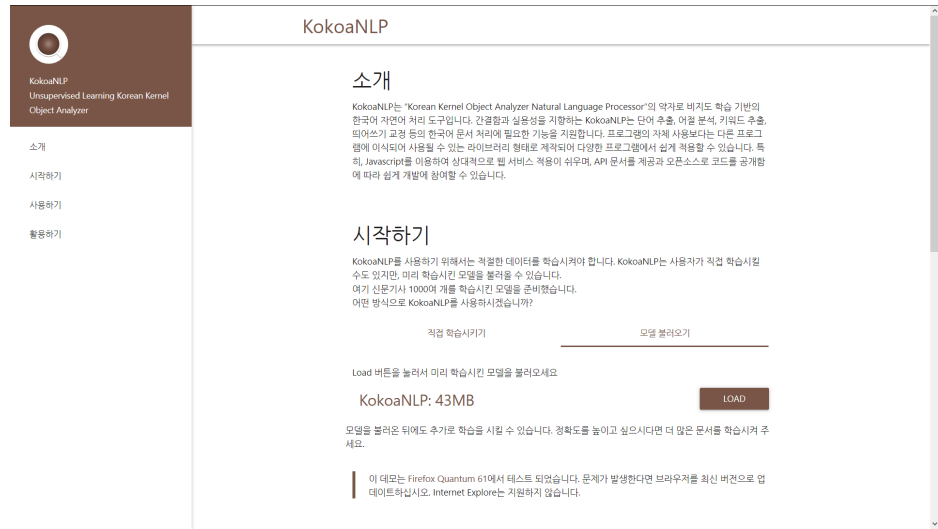 KokoaNLP
Unsupervised Learning Korean Kernel
Object Analyzer
소개
시작하기
사용하기
활용하기
KokoaNLP
소개
KokoaNLP는 "Korean Kernel Object Analyzer Natural Language Processor"의 약자로 비지도 학습 기반의
한국어 자연어 처리 도구입니다. 간결함과 실용성을 지향하는 KokoaNLP는 단어 추출, 어절 분석, 키워드 추출,
띄어쓰기 교정 등의 한국어 문서 처리에 필요한 기능을 지원합니다. 프로그램의 자체 사용보다는 다른 프로그
램에 이식되어 사용될 수 있는 라이브러리 형태로 제작되어 다양한 프로그램에서 쉽게 적용할 수 있습니다. 특
히, Javascript를 이용하여 상대적으로 웹 서비스 적용이 쉬우며, API 문서를 제공과 오픈소스로 코드를 공개함
에 따라 쉽게 개발에 참여할 수 있습니다.
시작하기
KokoaNLP를 사용하기 위해서는 적절한 데이터를 학습시켜야 합니다. KokoaNLP는 사용자가 직접 학습시킬
수도 있지만, 미리 학습시킨 모델을 불러올 수 있습니다.
여기 신문기사 1000여 개를 학습시킨 모델을 준비했습니다.
어떤 방식으로 KokoaNLP를 사용하시겠습니까?
직접 학습시키기
모델 불러오기
Load 버튼을 눌러서 미리 학습시킨 모델을 불러오세요
KokoaNLP: 43MB
LOAD
모델을 불러온 뒤에도 추가로 학습을 시킬 수 있습니다. 정확도를 높이고 싶으시다면 더 많은 문서를 학습시켜 주
세요.
이 데모는 Firefox Quantum 61에서 테스트 되었습니다. 문제가 발생한다면 브라우저를 최신 버전으로 업
데이트하십시오. Internet Explore는 지원하지 않습니다.